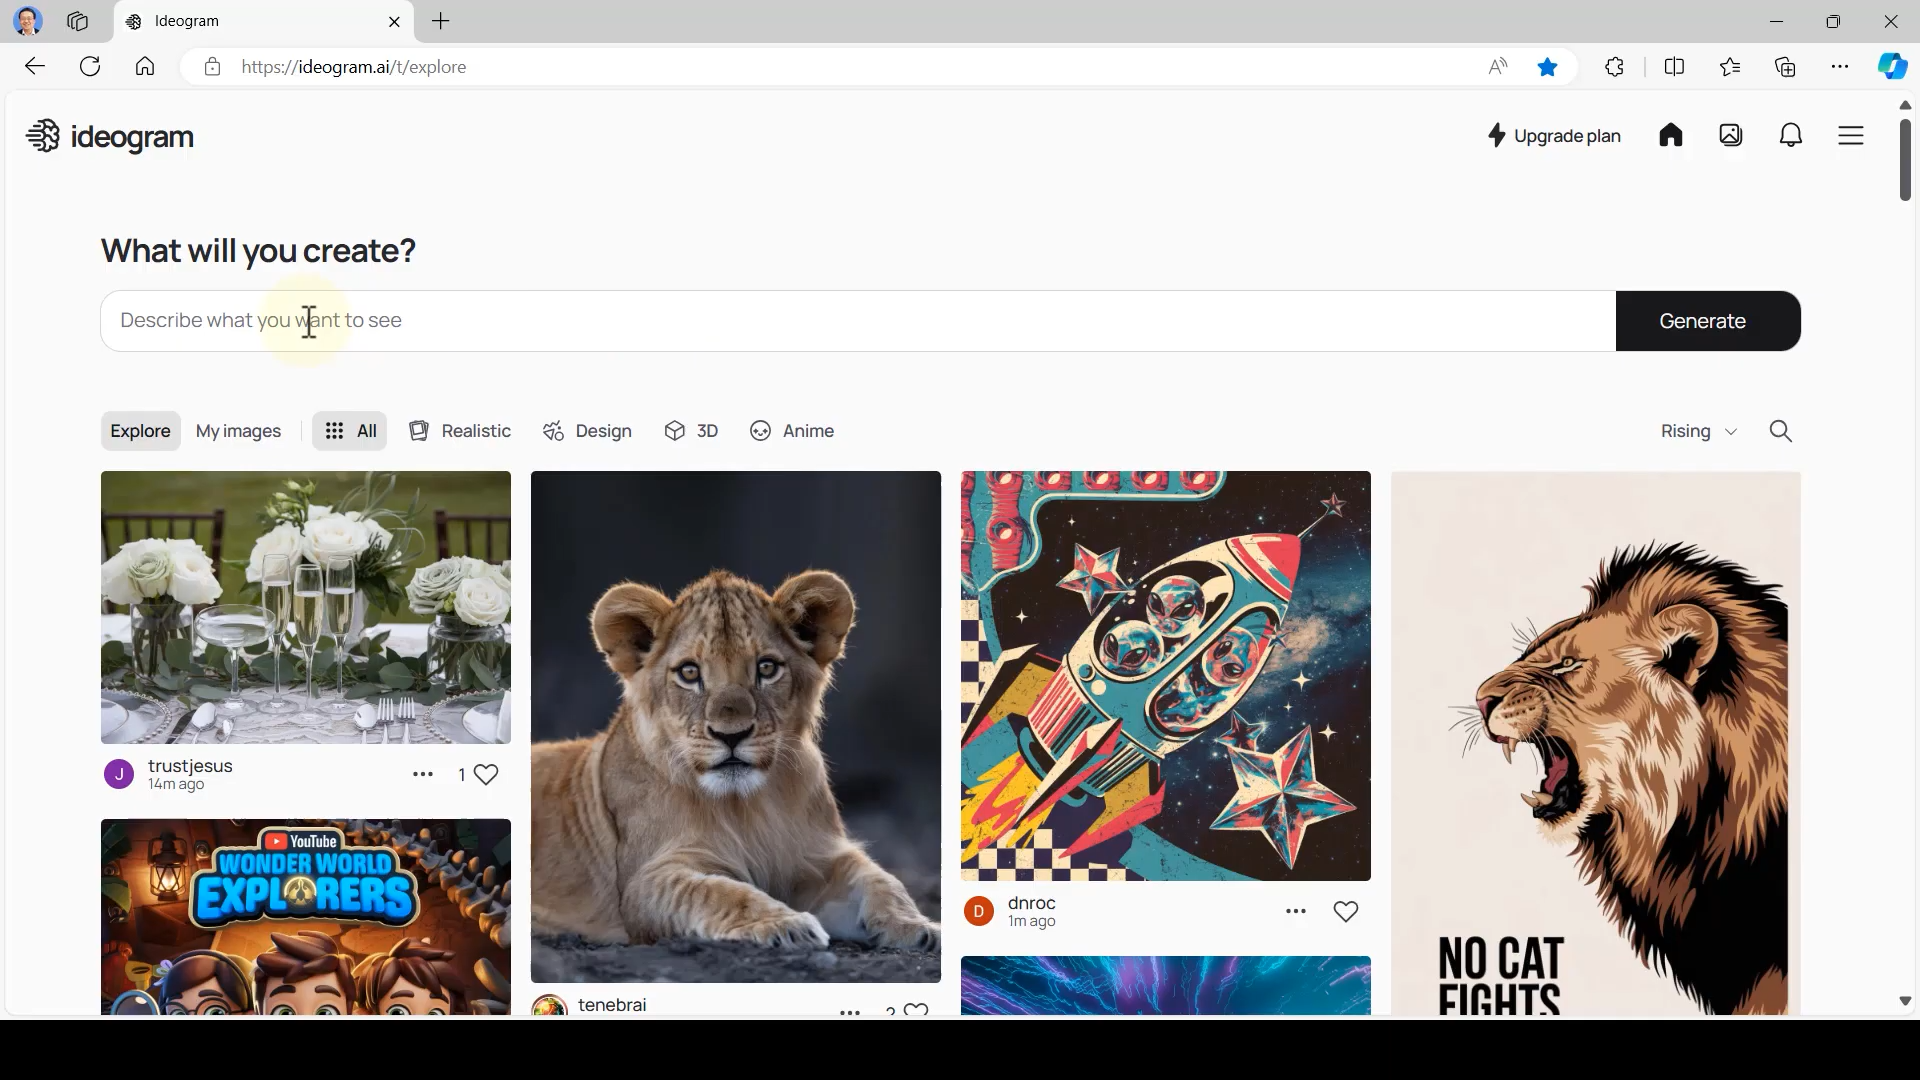 Ideogram
https://ideogram.ai/t/explore
ideogram
Upgrade plan
What will you create?
Describe what you want to see
Generate
Explore
My images
All
Realistic
Design
3D
Anime
Rising
J
trustjesus
14m ago
1
YouTube
WONDER WORLD
EXPLORERS
tenebrai
2
D
dnroc
1m ago
NO CAT
FIGHTS